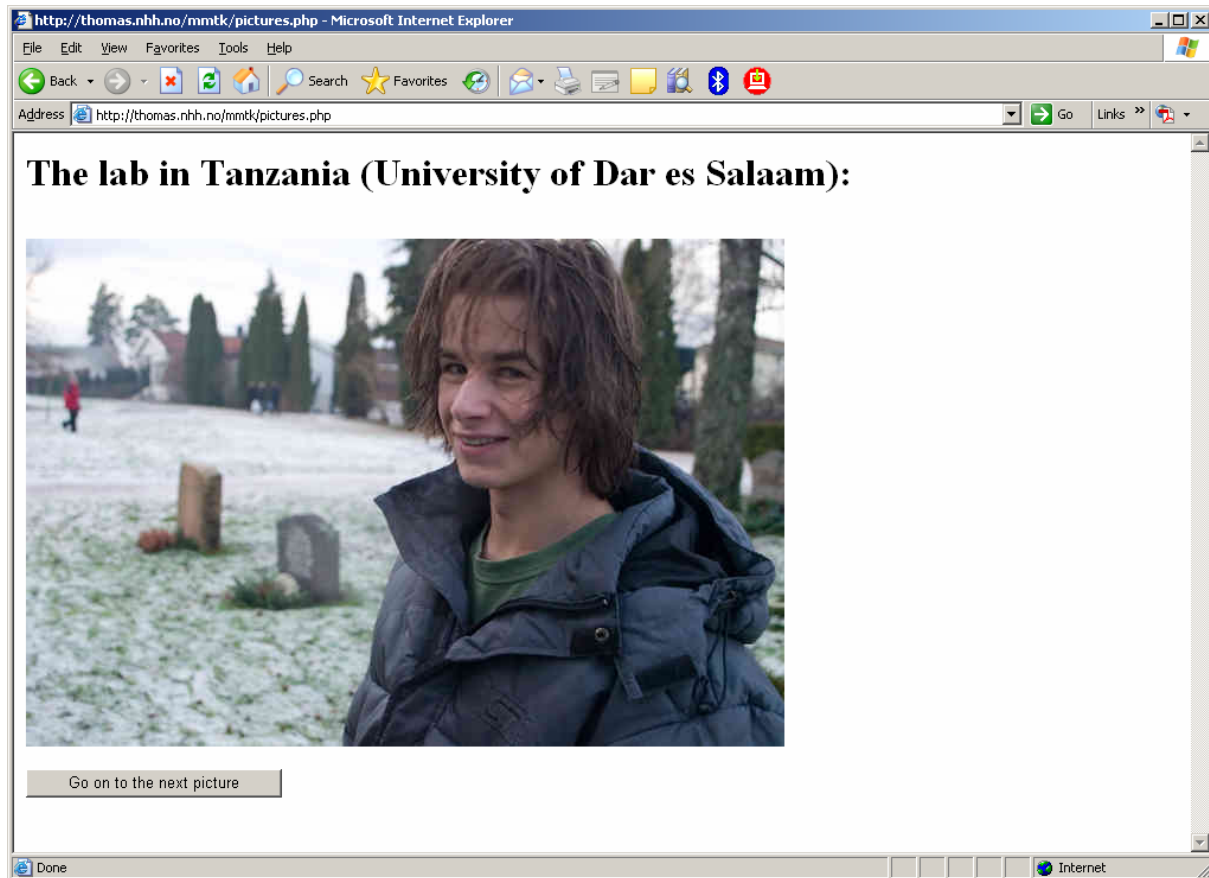 http://thomas.nhh.no/mmtk/pictures.php - Microsoft Internet Explorer
File Edit View Favorites Tools Help
Back Search Favorites
Address http://thomas.nhh.no/mmtk/pictures.php Go Links »
The lab in Tanzania (University of Dar es Salaam):
Go on to the next picture
Done Internet